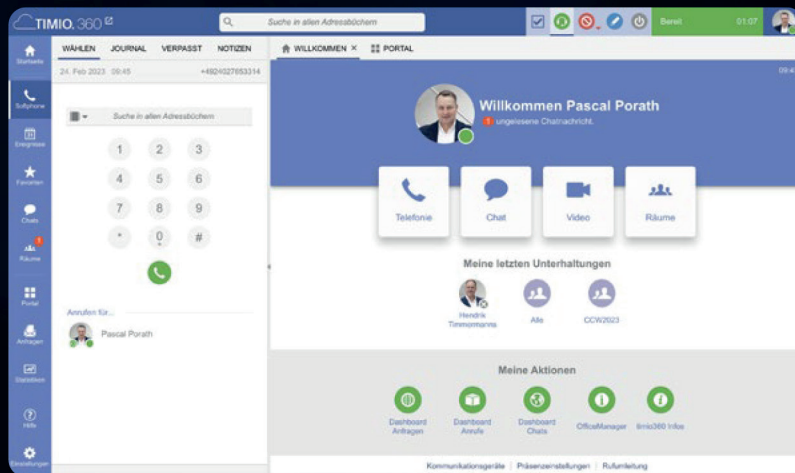 TIMIO.360
Suche in allen Adressbüchern
Bereit
01:07
Startseite
Softphone
Ereignisse
Favoriten
Chats
1
Räume
Portal
Anfragen
Statistiken
Hilfe
Einstellungen
WÄHLEN JOURNAL VERPASST NOTIZEN
24. Feb 2023 09:45 +4924027653314
Suche in allen Adressbüchern
1 2 3
4 5 6
7 8 9
* 0 #
+
Anrufen für...
Pascal Porath
WILLKOMMEN × PORTAL
09:4
Willkommen Pascal Porath
1 ungelesene Chatnachricht.
Telefonie Chat Video Räume
Meine letzten Unterhaltungen
Hendrik
Timmermanns Alle CCW2023
Meine Aktionen
Dashboard Dashboard Dashboard OfficeManager timio360 Infos
Anfragen Anrufe Chats
Kommunikationsgeräte | Präsenzeinstellungen | Rufumleitung